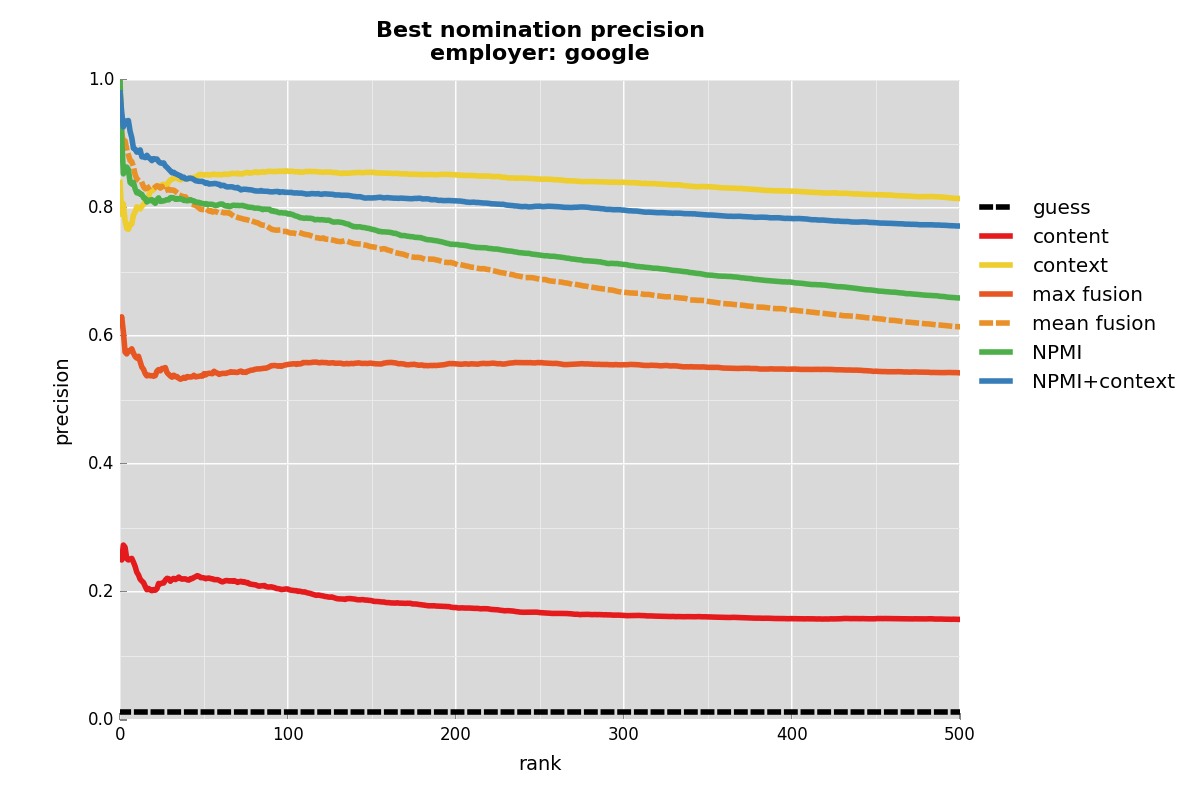 Best nomination precision
employer: google
precision
1.0
0.8
0.6
0.4
0.2
0.0
0 100 200 300 400 500
rank
guess
content
context
max fusion
mean fusion
NPMI
NPMI+context